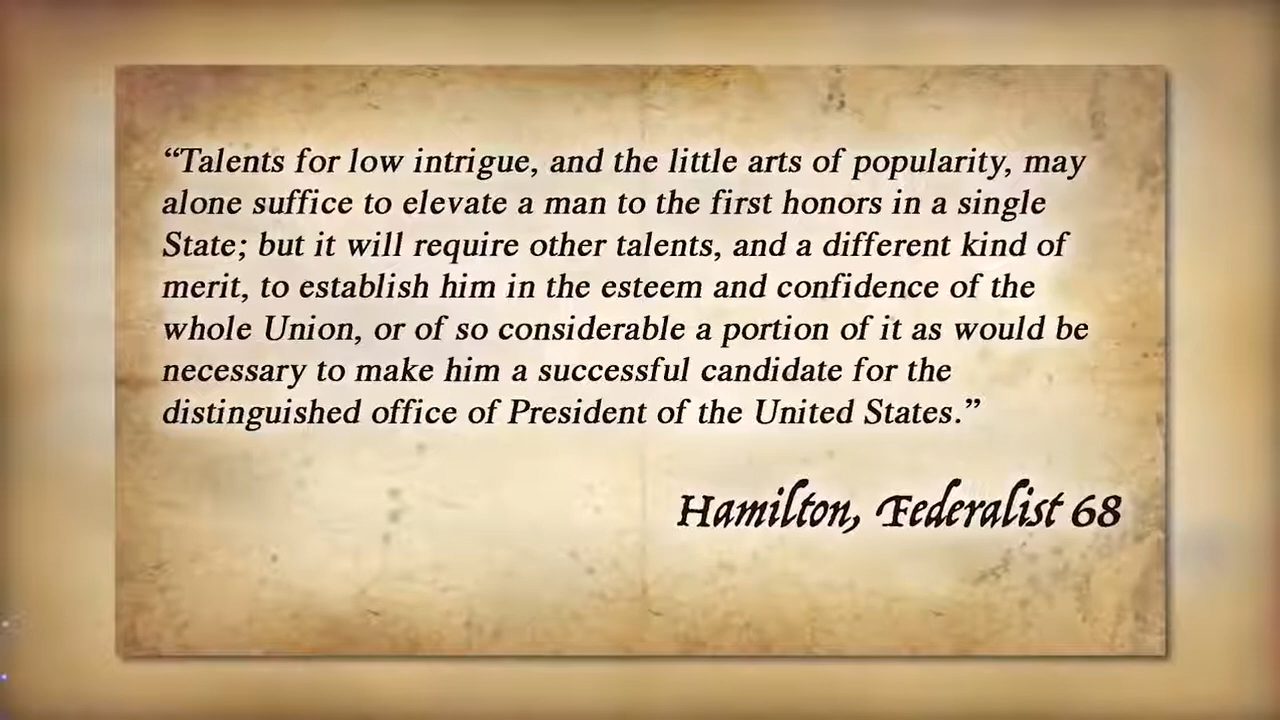 “Talents for low intrigue, and the little arts of popularity, may
alone suffice to elevate a man to the first honors in a single
State; but it will require other talents, and a different kind of
merit, to establish him in the esteem and confidence of the
whole Union, or of so considerable a portion of it as would be
necessary to make him a successful candidate for the
distinguished office of President of the United States.”
Hamilton, Federalist 68